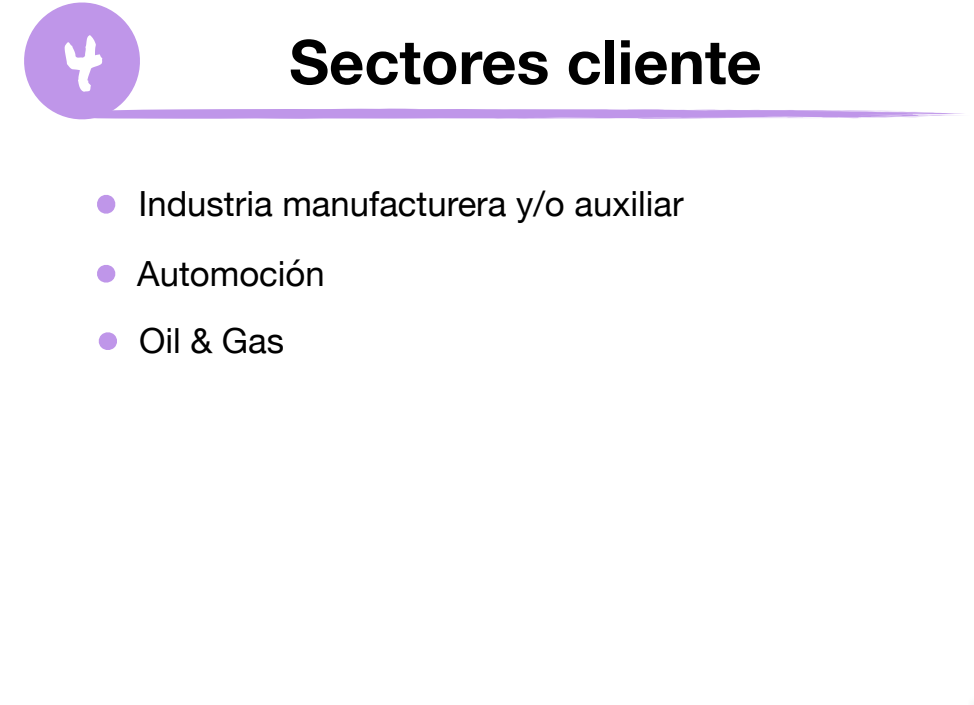 4
Sectores cliente
Industria manufacturera y/o auxiliar
Automoción
Oil & Gas